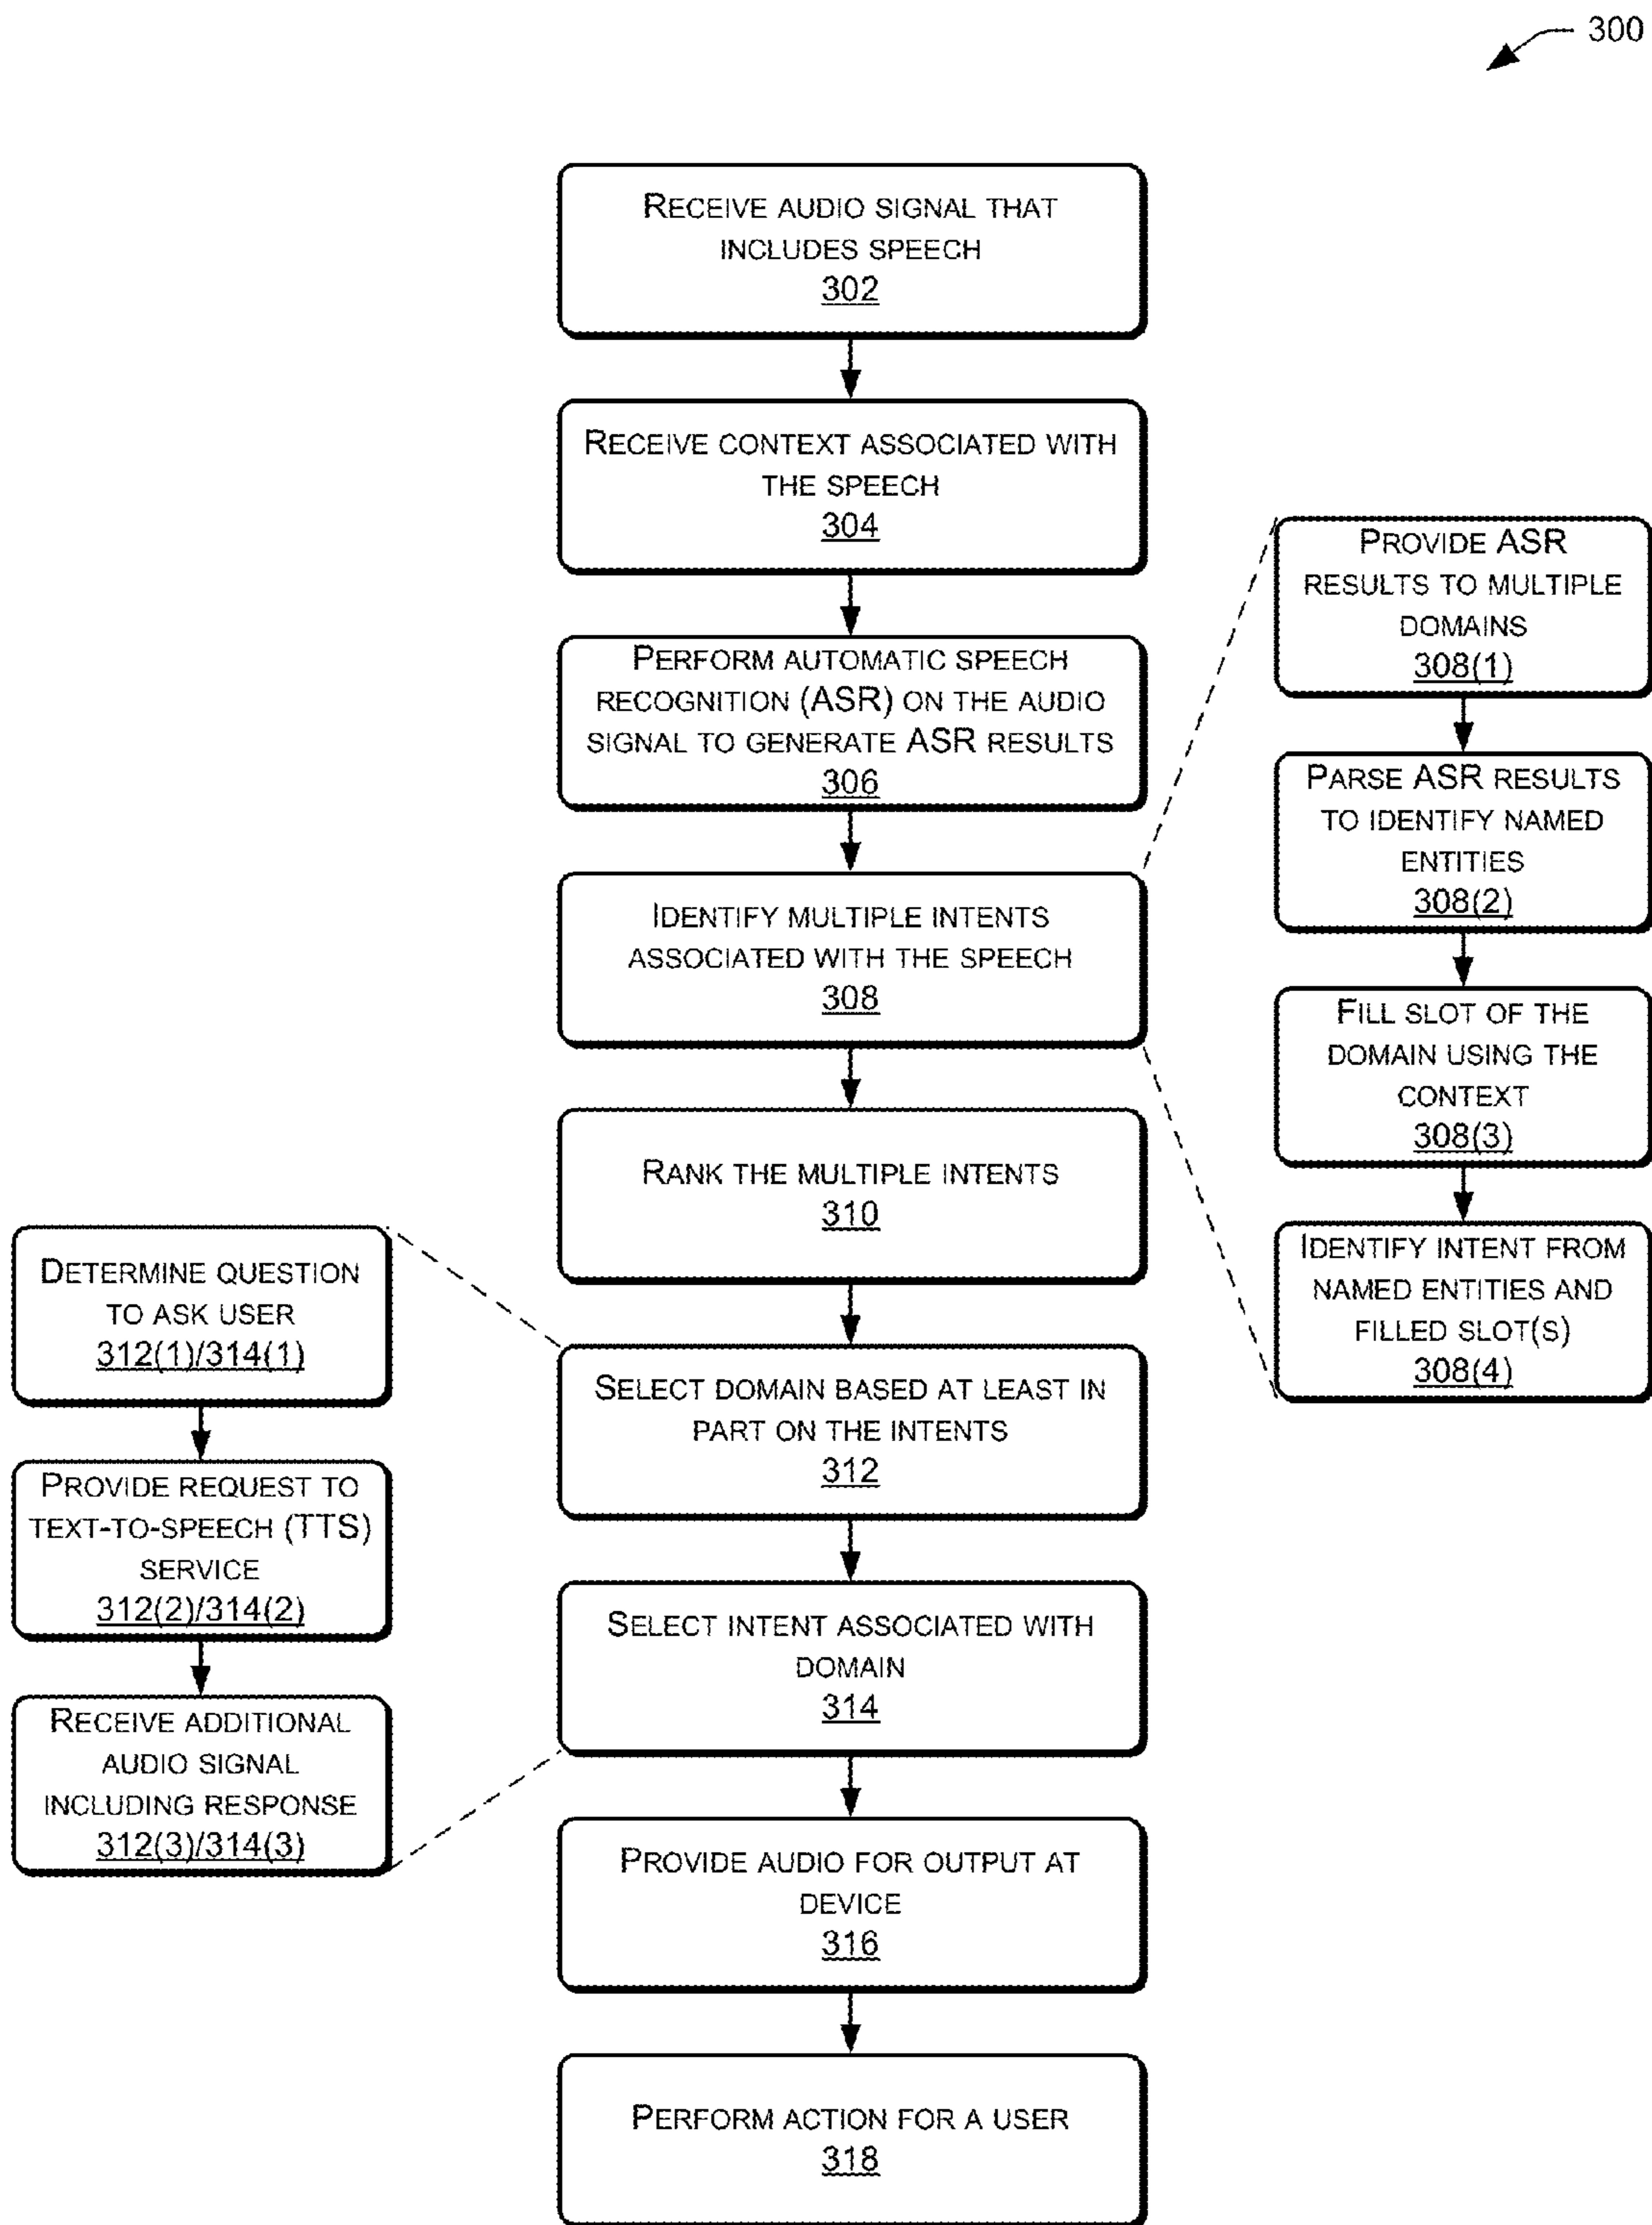 300
RECEIVE AUDIO SIGNAL THAT
INCLUDES SPEECH
302
RECEIVE CONTEXT ASSOCIATED WITH
THE SPEECH
304
PERFORM AUTOMATIC SPEECH
RECOGNITION (ASR) ON THE AUDIO
SIGNAL TO GENERATE ASR RESULTS
306
IDENTIFY MULTIPLE INTENTS
ASSOCIATED WITH THE SPEECH
308
PROVIDE ASR
RESULTS TO MULTIPLE
DOMAINS
308(1)
PARSE ASR RESULTS
TO IDENTIFY NAMED
ENTITIES
308(2)
FILL SLOT OF THE
DOMAIN USING THE
CONTEXT
308(3)
IDENTIFY INTENT FROM
NAMED ENTITIES AND
FILLED SLOT(S)
308(4)
RANK THE MULTIPLE INTENTS
310
SELECT DOMAIN BASED AT LEAST IN
PART ON THE INTENTS
312
SELECT INTENT ASSOCIATED WITH
DOMAIN
314
DETERMINE QUESTION
TO ASK USER
312(1)/314(1)
PROVIDE REQUEST TO
TEXT-TO-SPEECH (TTS)
SERVICE
312(2)/314(2)
RECEIVE ADDITIONAL
AUDIO SIGNAL
INCLUDING RESPONSE
312(3)/314(3)
PROVIDE AUDIO FOR OUTPUT AT
DEVICE
316
PERFORM ACTION FOR A USER
318